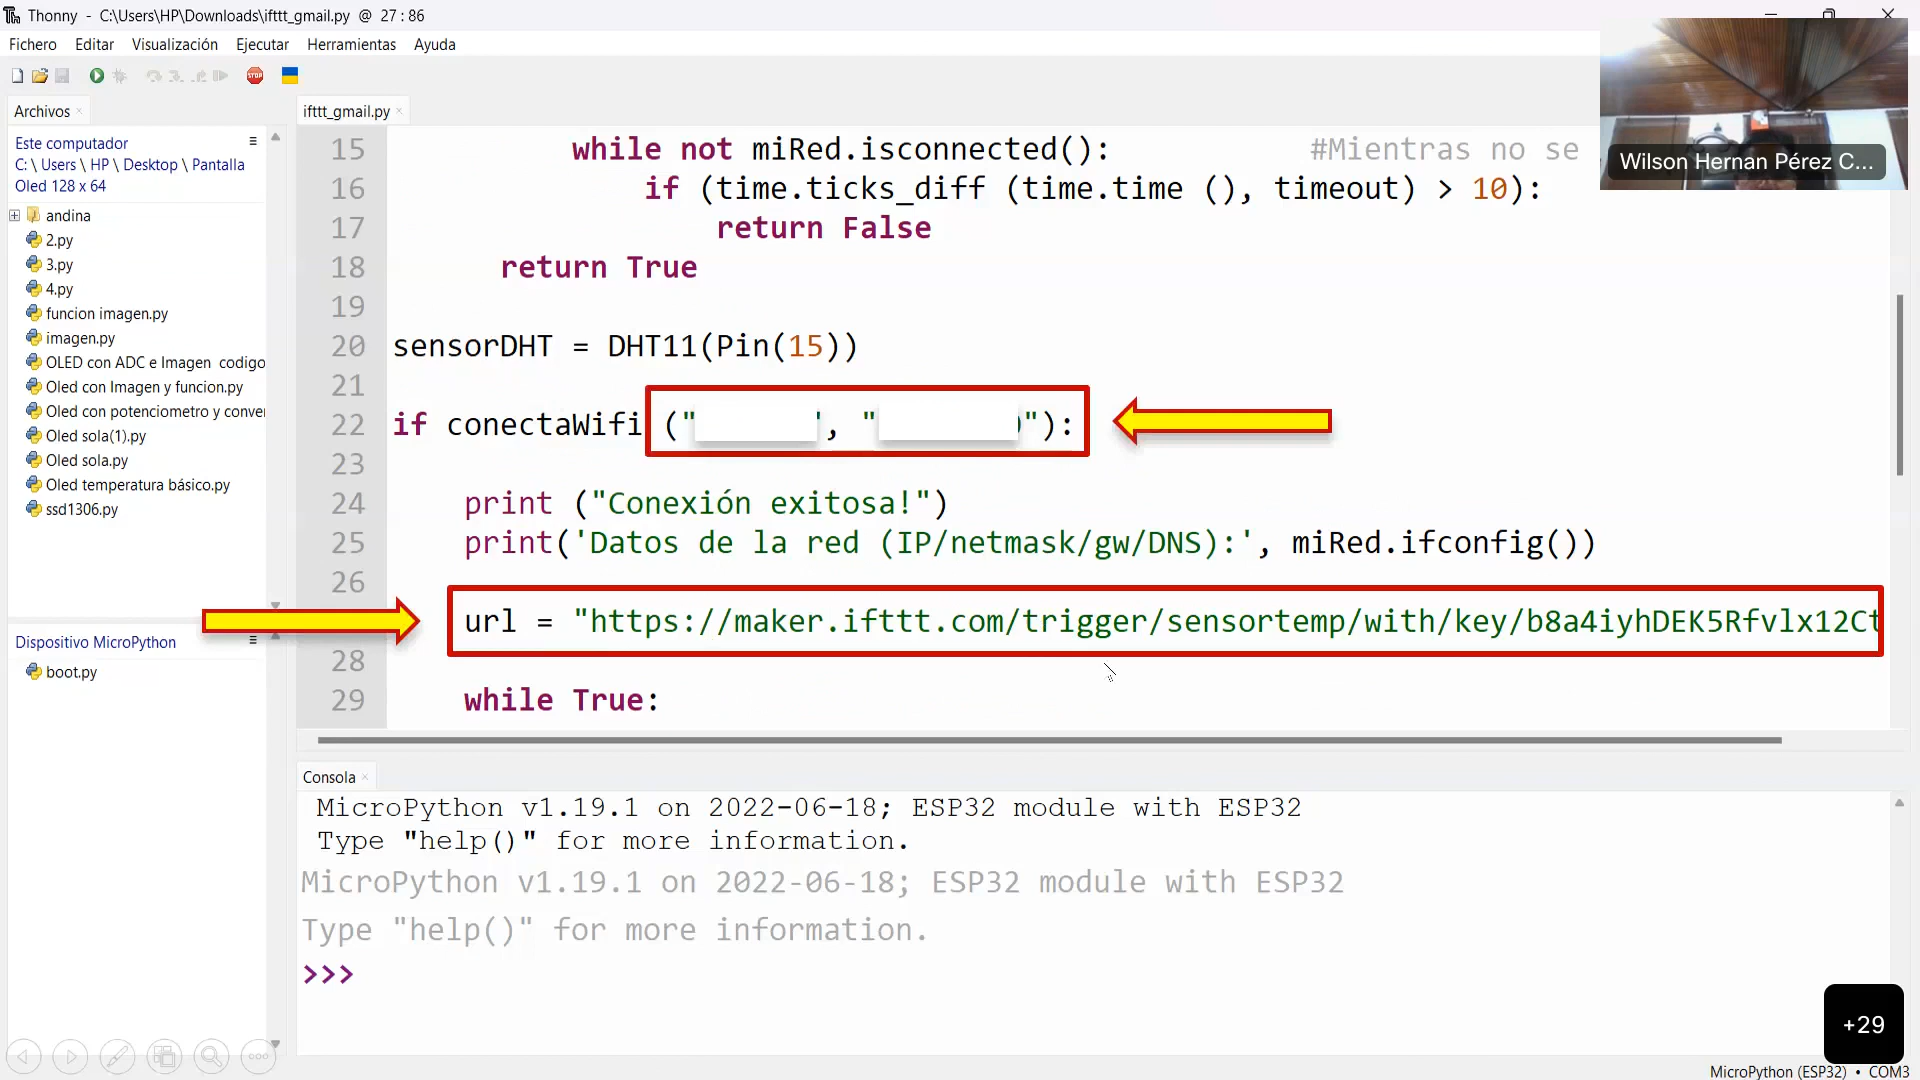 Thonny - C:\Users\HP\Downloads\ifttt_gmail.py @ 27 : 86
Fichero Editar Visualización Ejecutar Herramientas Ayuda
STOP
Archivos
Este computador
C: \ Users \ HP \ Desktop \ Pantalla
Oled 128 x 64
andina
2.py
3.py
4.py
funcion imagen.py
imagen.py
OLED con ADC e Imagen codigo
Oled con Imagen y funcion.py
Oled con potenciometro y conver
Oled sola(1).py
Oled sola.py
Oled temperatura básico.py
ssd1306.py
Dispositivo MicroPython
boot.py
ifttt_gmail.py
15 while not miRed.isconnected(): #Mientras no se
16 if (time.ticks_diff (time.time (), timeout) > 10):
17 return False
18 return True
19
20 sensorDHT = DHT11(Pin(15))
21
22 if conectaWifi (" ", " "):
23
24 print ("Conexión exitosa!")
25 print('Datos de la red (IP/netmask/gw/DNS):', miRed.ifconfig())
26
url = "https://maker.ifttt.com/trigger/sensortemp/with/key/b8a4iyhDEK5Rfvlx12Ct
28
29 while True:
Consola
MicroPython v1.19.1 on 2022-06-18; ESP32 module with ESP32
Type "help()" for more information.
MicroPython v1.19.1 on 2022-06-18; ESP32 module with ESP32
Type "help()" for more information.
>>>
Wilson Hernan Pérez C...
+29
MicroPython (ESP32) • COM3